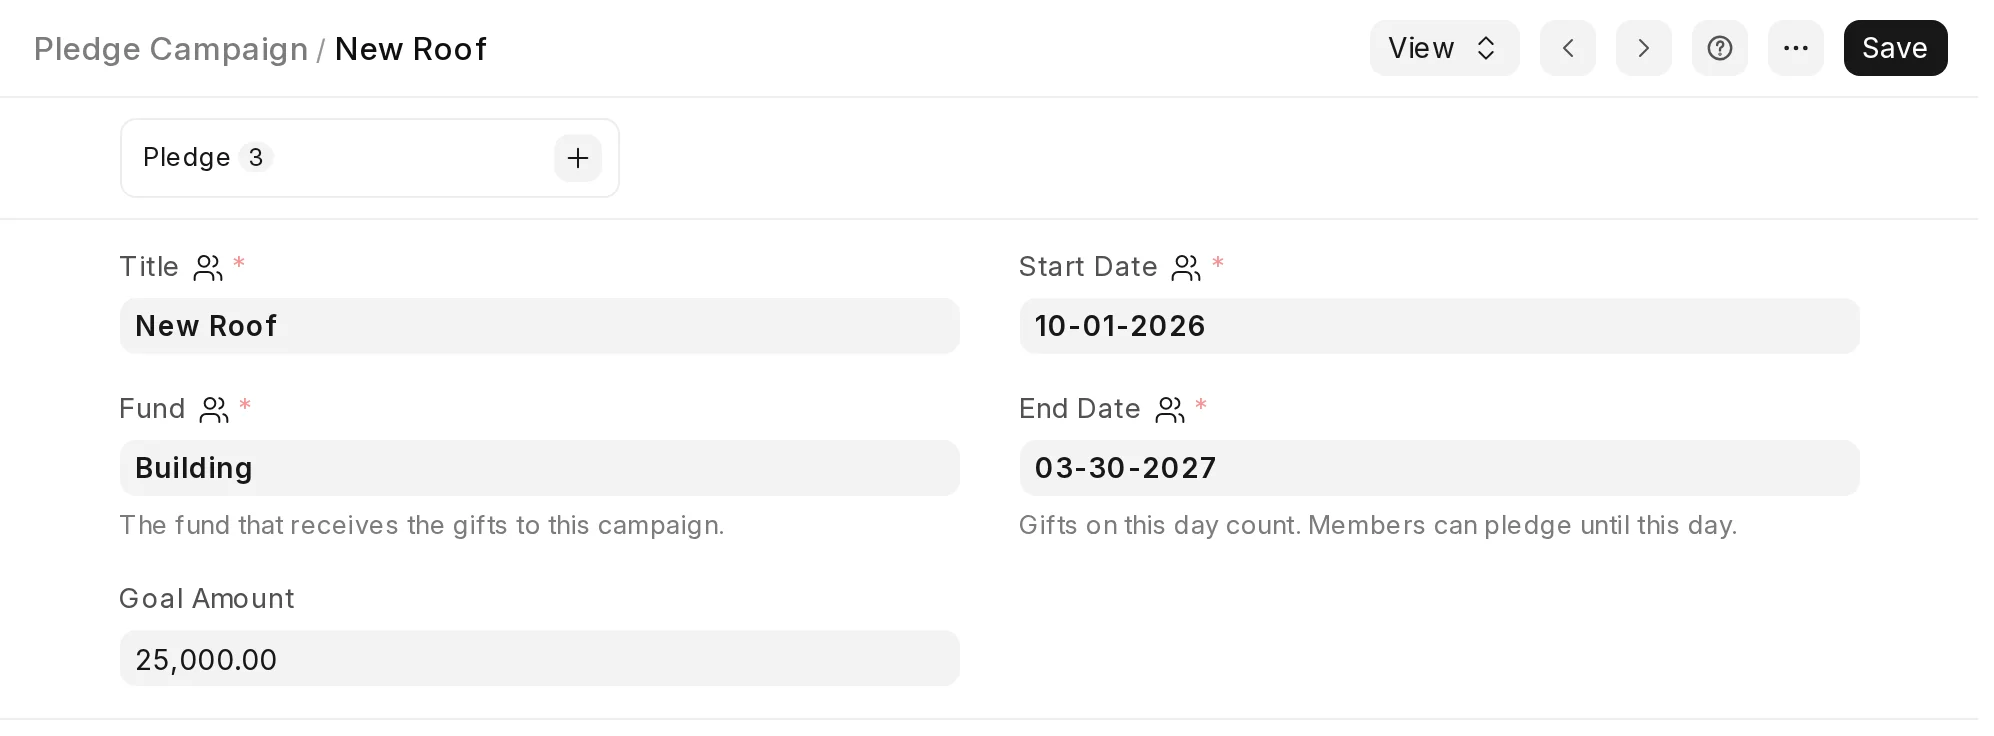 Pledge Campaign / New Roof
View
Save
Pledge 3
Title *
New Roof
Start Date *
10-01-2026
Fund *
Building
The fund that receives the gifts to this campaign.
End Date *
03-30-2027
Gifts on this day count. Members can pledge until this day.
Goal Amount
25,000.00